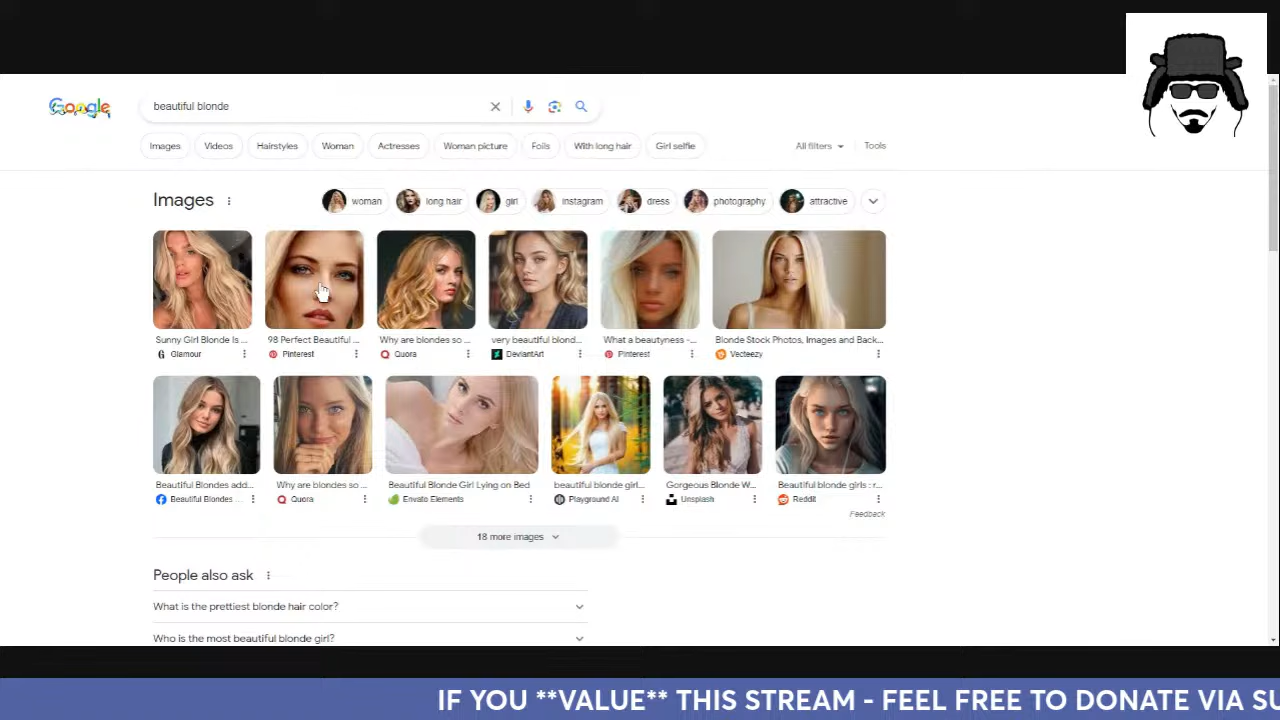 Google
beautiful blonde
Images Videos Hairstyles Woman Actresses Woman picture Foils With long hair Girl selfie All filters Tools
Images woman long hair girl instagram dress photography attractive
Sunny Girl Blonde Is ... 98 Perfect Beautiful ... Why are blondes so ... very beautiful blond... What a beautyness -... Blonde Stock Photos, Images and Back...
Glamour Pinterest Quora DeviantArt Pinterest Vecteezy
Beautiful Blondes add... Why are blondes so ... Beautiful Blonde Girl Lying on Bed beautiful blonde girl... Gorgeous Blonde W... Beautiful blonde girls : r...
Beautiful Blondes ... Quora Envato Elements Playground AI Unsplash Reddit
Feedback
18 more images
People also ask
What is the prettiest blonde hair color?
Who is the most beautiful blonde girl?
IF YOU **VALUE** THIS STREAM - FEEL FREE TO DONATE VIA SU